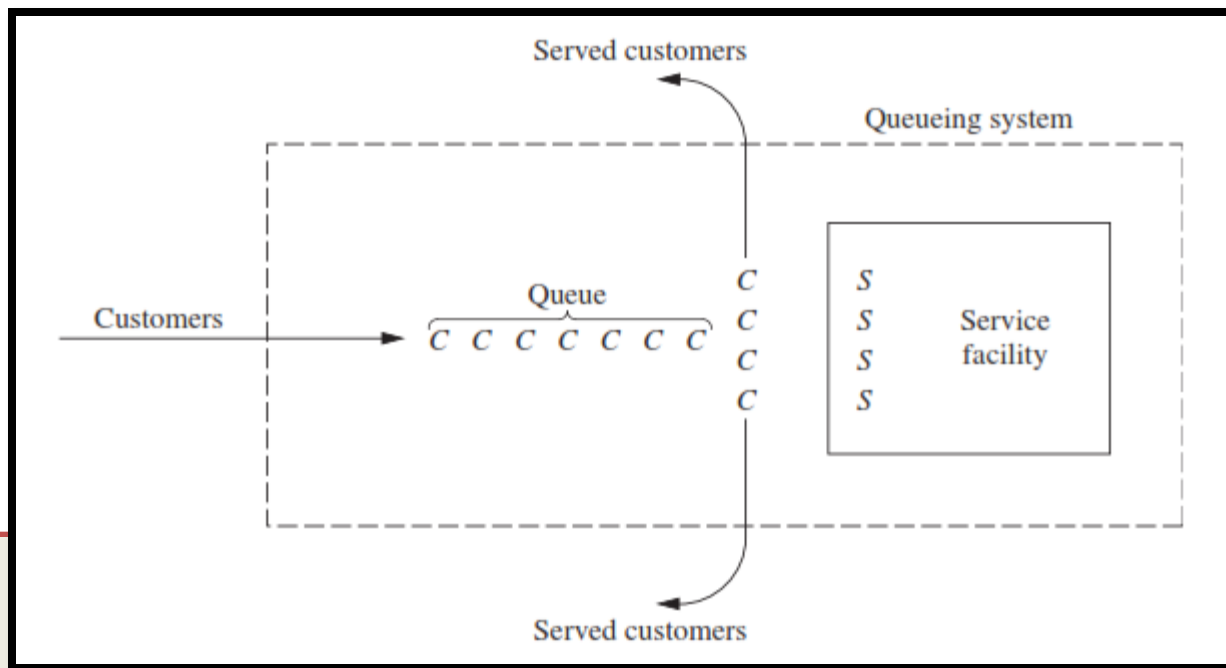 Served customers
Queueing system
Customers
Queue
C C C C C C C
C
C
C
C
S
S
S
S
Service
facility
Served customers